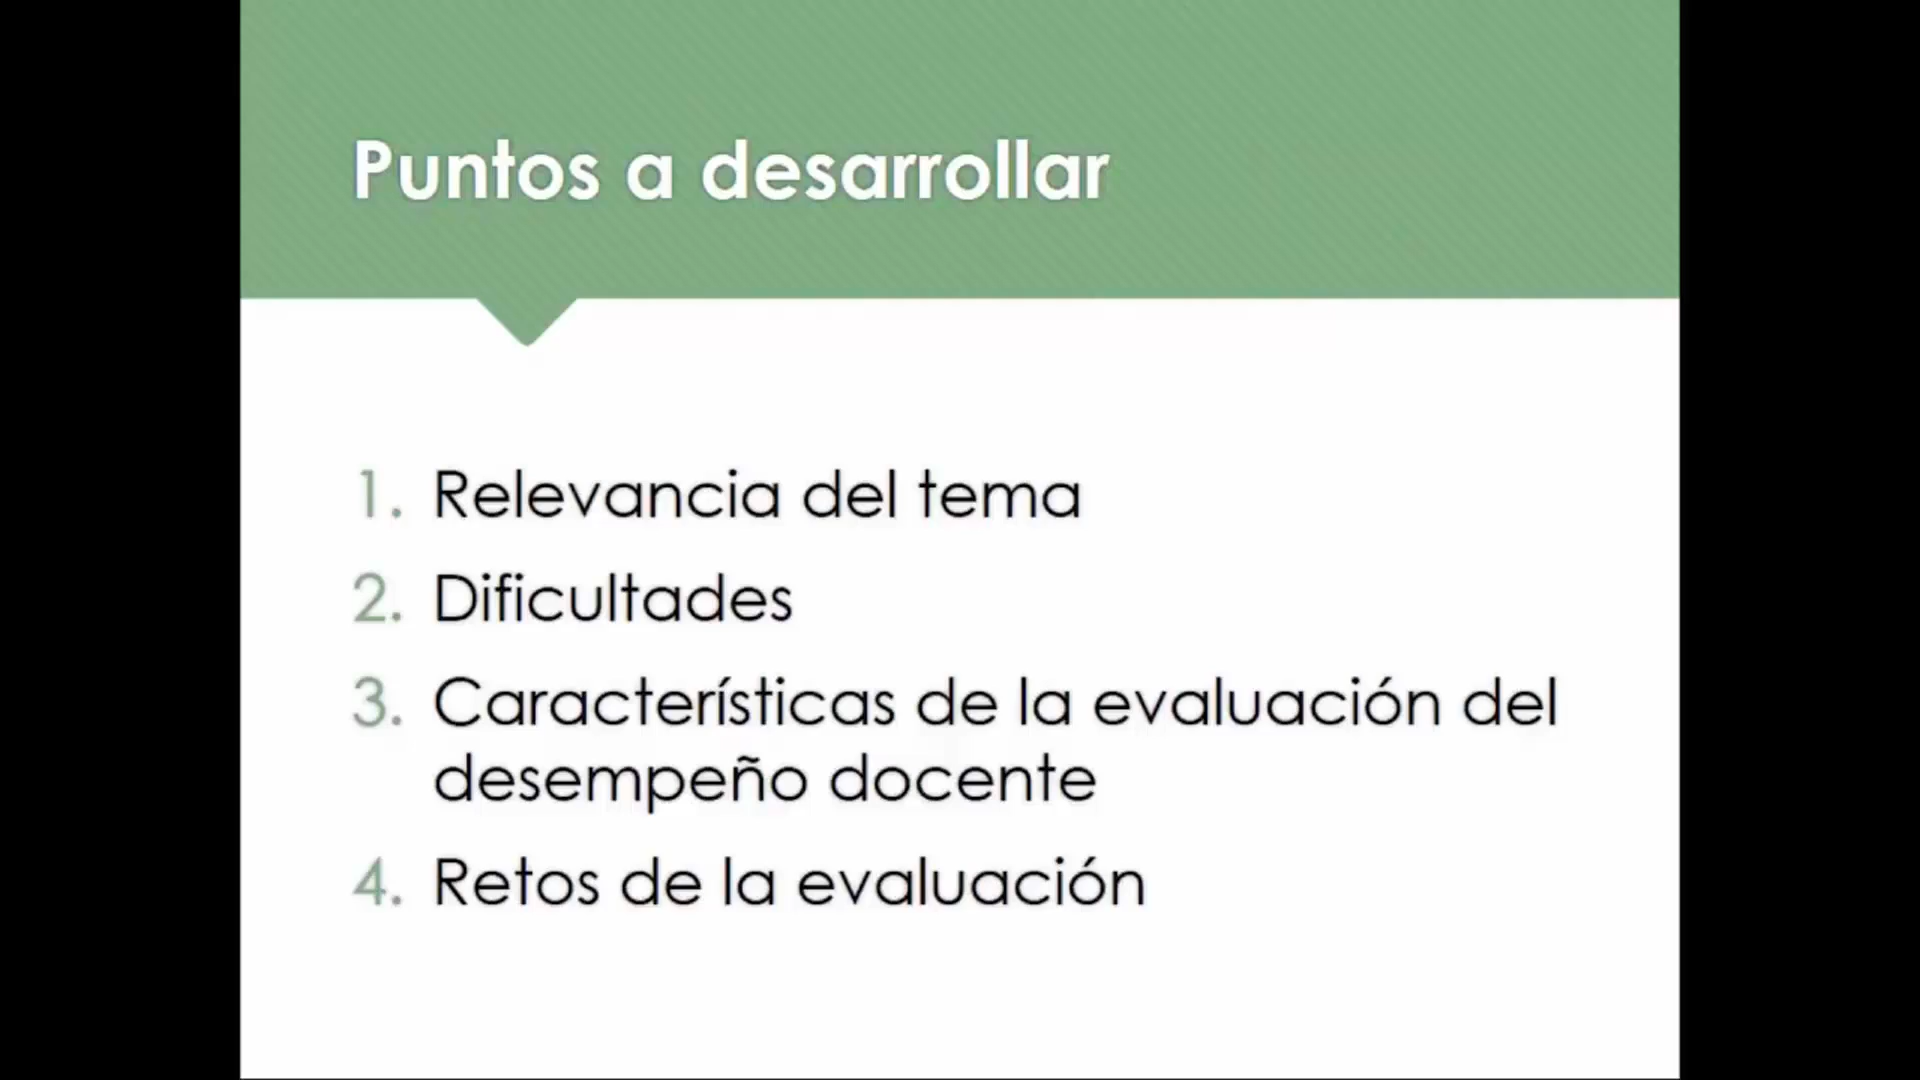 Puntos a desarrollar
1. Relevancia del tema
2. Dificultades
3. Características de la evaluación del
desempeño docente
4. Retos de la evaluación